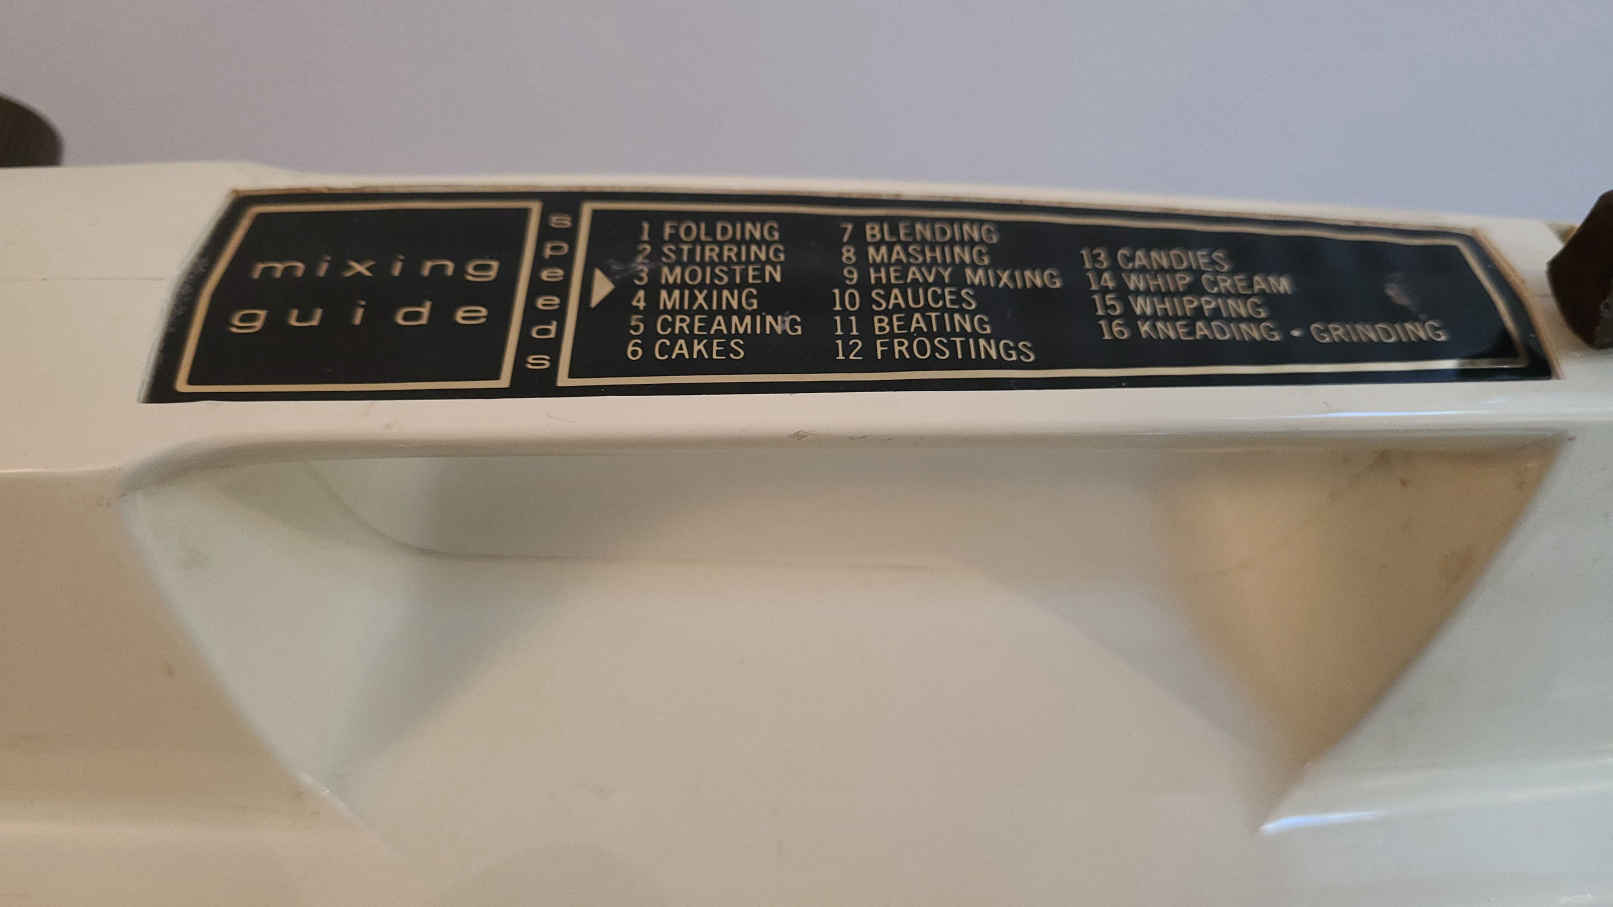 mixing
guide
speeds
1 FOLDING
2 STIRRING
3 MOISTEN
4 MIXING
5 CREAMING
6 CAKES
7 BLENDING
8 MASHING
9 HEAVY MIXING
10 SAUCES
11 BEATING
12 FROSTINGS
13 CANDIES
14 WHIP CREAM
15 WHIPPING
16 KNEADING - GRINDING